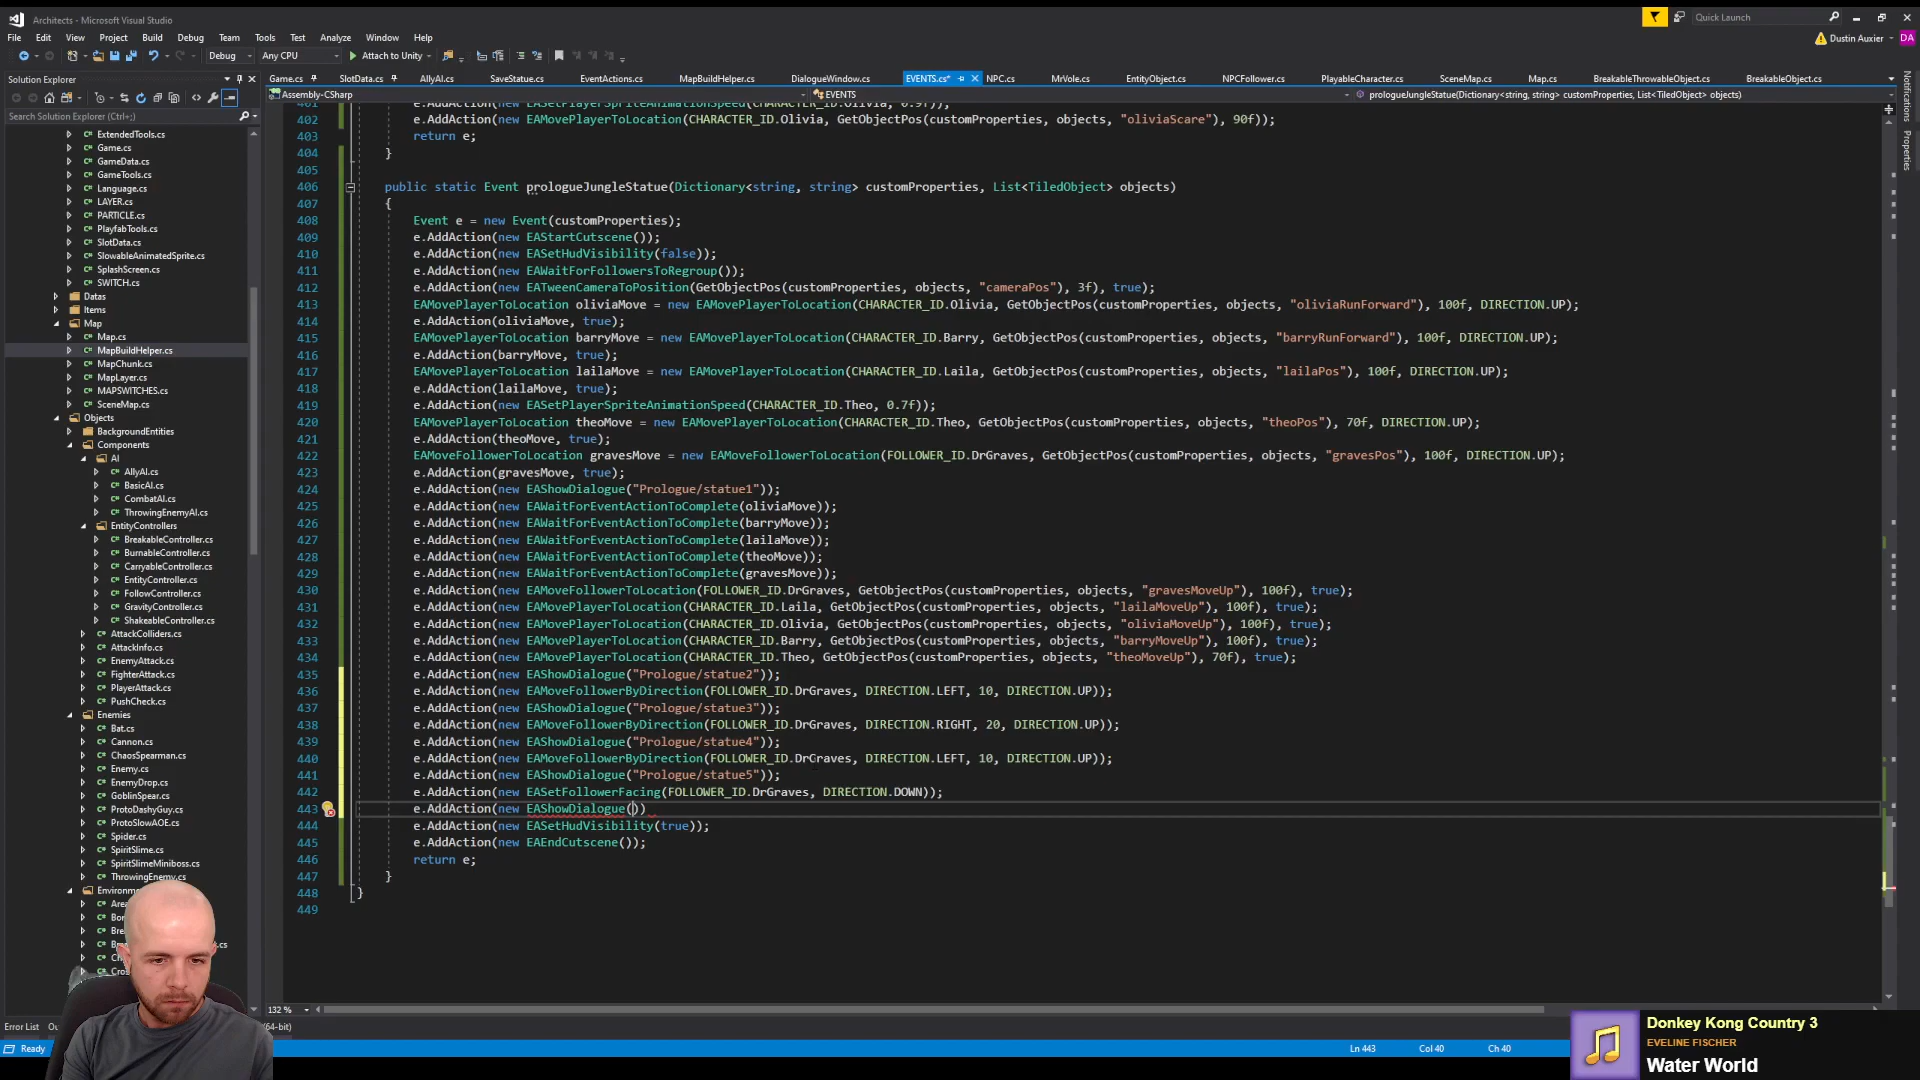 Architects - Microsoft Visual Studio
Quick Launch
File Edit View Project Build Debug Team Tools Test Analyze Window Help
Dustin Auxier DA
Debug Any CPU Attach to Unity
Solution Explorer
Game.cs SlotData.cs AllyAI.cs SaveStatue.cs EventActions.cs MapBuildHelper.cs DialogueWindow.cs EVENTS.cs* NPC.cs MrVole.cs EntityObject.cs NPCFollower.cs PlayableCharacter.cs SceneMap.cs Map.cs BreakableThrowableObject.cs BreakableObject.cs
Assembly-CSharp EVENTS prologueJungleStatue(Dictionary<string, string> customProperties, List<TiledObject> objects)
Search Solution Explorer (Ctrl+;)
Notifications
Properties
ExtendedTools.cs
Game.cs
GameData.cs
GameTools.cs
Language.cs
LAYER.cs
PARTICLE.cs
PlayfabTools.cs
SlotData.cs
SlowableAnimatedSprite.cs
SplashScreen.cs
SWITCH.cs
Datas
Items
Map
Map.cs
MapBuildHelper.cs
MapChunk.cs
MapLayer.cs
MAPSWITCHES.cs
SceneMap.cs
Objects
BackgroundEntities
Components
AI
AllyAI.cs
BasicAI.cs
CombatAI.cs
ThrowingEnemyAI.cs
EntityControllers
BreakableController.cs
BurnableController.cs
CarryableController.cs
EntityController.cs
FollowController.cs
GravityController.cs
ShakeableController.cs
AttackColliders.cs
AttackInfo.cs
EnemyAttack.cs
FighterAttack.cs
PlayerAttack.cs
PushCheck.cs
Enemies
Bat.cs
Cannon.cs
ChaosSpearman.cs
Enemy.cs
EnemyDrop.cs
GoblinSpear.cs
ProtoDashyGuy.cs
ProtoSlowAOE.cs
Spider.cs
SpiritSlime.cs
SpiritSlimeMiniboss.cs
ThrowingEnemy.cs
401 e.AddAction(new EASetPlayerSpriteAnimationSpeed(CHARACTER_ID.Olivia, 0.9f));
402 e.AddAction(new EAMovePlayerToLocation(CHARACTER_ID.Olivia, GetObjectPos(customProperties, objects, "oliviaScare"), 90f));
403 return e;
404 }
405
406 public static Event prologueJungleStatue(Dictionary<string, string> customProperties, List<TiledObject> objects)
407 {
408 Event e = new Event(customProperties);
409 e.AddAction(new EAStartCutscene());
410 e.AddAction(new EASetHudVisibility(false));
411 e.AddAction(new EAWaitForFollowersToRegroup());
412 e.AddAction(new EATweenCameraToPosition(GetObjectPos(customProperties, objects, "cameraPos"), 3f), true);
413 EAMovePlayerToLocation oliviaMove = new EAMovePlayerToLocation(CHARACTER_ID.Olivia, GetObjectPos(customProperties, objects, "oliviaRunForward"), 100f, DIRECTION.UP);
414 e.AddAction(oliviaMove, true);
415 EAMovePlayerToLocation barryMove = new EAMovePlayerToLocation(CHARACTER_ID.Barry, GetObjectPos(customProperties, objects, "barryRunForward"), 100f, DIRECTION.UP);
416 e.AddAction(barryMove, true);
417 EAMovePlayerToLocation lailaMove = new EAMovePlayerToLocation(CHARACTER_ID.Laila, GetObjectPos(customProperties, objects, "lailaPos"), 100f, DIRECTION.UP);
418 e.AddAction(lailaMove, true);
419 e.AddAction(new EASetPlayerSpriteAnimationSpeed(CHARACTER_ID.Theo, 0.7f));
420 EAMovePlayerToLocation theoMove = new EAMovePlayerToLocation(CHARACTER_ID.Theo, GetObjectPos(customProperties, objects, "theoPos"), 70f, DIRECTION.UP);
421 e.AddAction(theoMove, true);
422 EAMoveFollowerToLocation gravesMove = new EAMoveFollowerToLocation(FOLLOWER_ID.DrGraves, GetObjectPos(customProperties, objects, "gravesPos"), 100f, DIRECTION.UP);
423 e.AddAction(gravesMove, true);
424 e.AddAction(new EAShowDialogue("Prologue/statue1"));
425 e.AddAction(new EAWaitForEventActionToComplete(oliviaMove));
426 e.AddAction(new EAWaitForEventActionToComplete(barryMove));
427 e.AddAction(new EAWaitForEventActionToComplete(lailaMove));
428 e.AddAction(new EAWaitForEventActionToComplete(theoMove));
429 e.AddAction(new EAWaitForEventActionToComplete(gravesMove));
430 e.AddAction(new EAMoveFollowerToLocation(FOLLOWER_ID.DrGraves, GetObjectPos(customProperties, objects, "gravesMoveUp"), 100f), true);
431 e.AddAction(new EAMovePlayerToLocation(CHARACTER_ID.Laila, GetObjectPos(customProperties, objects, "lailaMoveUp"), 100f), true);
432 e.AddAction(new EAMovePlayerToLocation(CHARACTER_ID.Olivia, GetObjectPos(customProperties, objects, "oliviaMoveUp"), 100f), true);
433 e.AddAction(new EAMovePlayerToLocation(CHARACTER_ID.Barry, GetObjectPos(customProperties, objects, "barryMoveUp"), 100f), true);
434 e.AddAction(new EAMovePlayerToLocation(CHARACTER_ID.Theo, GetObjectPos(customProperties, objects, "theoMoveUp"), 70f), true);
435 e.AddAction(new EAShowDialogue("Prologue/statue2"));
436 e.AddAction(new EAMoveFollowerByDirection(FOLLOWER_ID.DrGraves, DIRECTION.LEFT, 10, DIRECTION.UP));
437 e.AddAction(new EAShowDialogue("Prologue/statue3"));
438 e.AddAction(new EAMoveFollowerByDirection(FOLLOWER_ID.DrGraves, DIRECTION.RIGHT, 20, DIRECTION.UP));
439 e.AddAction(new EAShowDialogue("Prologue/statue4"));
440 e.AddAction(new EAMoveFollowerByDirection(FOLLOWER_ID.DrGraves, DIRECTION.LEFT, 10, DIRECTION.UP));
441 e.AddAction(new EAShowDialogue("Prologue/statue5"));
442 e.AddAction(new EASetFollowerFacing(FOLLOWER_ID.DrGraves, DIRECTION.DOWN));
443 e.AddAction(new EAShowDialogue())
444 e.AddAction(new EASetHudVisibility(true));
445 e.AddAction(new EAEndCutscene());
446 return e;
447 }
448 }
449
132 %
Error List
(64-bit)
Ready
Ln 443 Col 40 Ch 40
Donkey Kong Country 3
EVELINE FISCHER
Water World